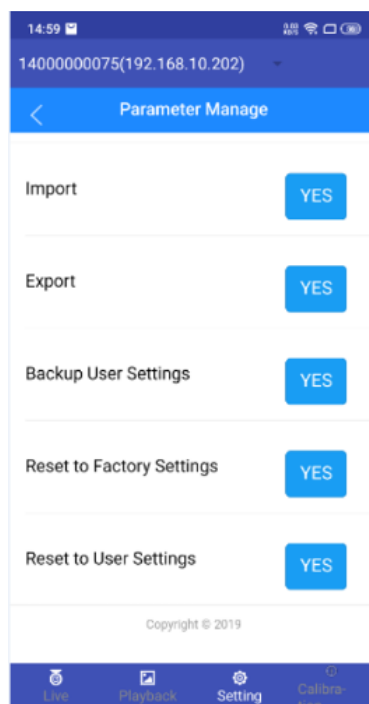 14:59
14000000075(192.168.10.202)
Parameter Manage
Import
YES
Export
YES
Backup User Settings
YES
Reset to Factory Settings
YES
Reset to User Settings
YES
Copyright © 2019
Live
Playback
Setting
Calibra-
tion